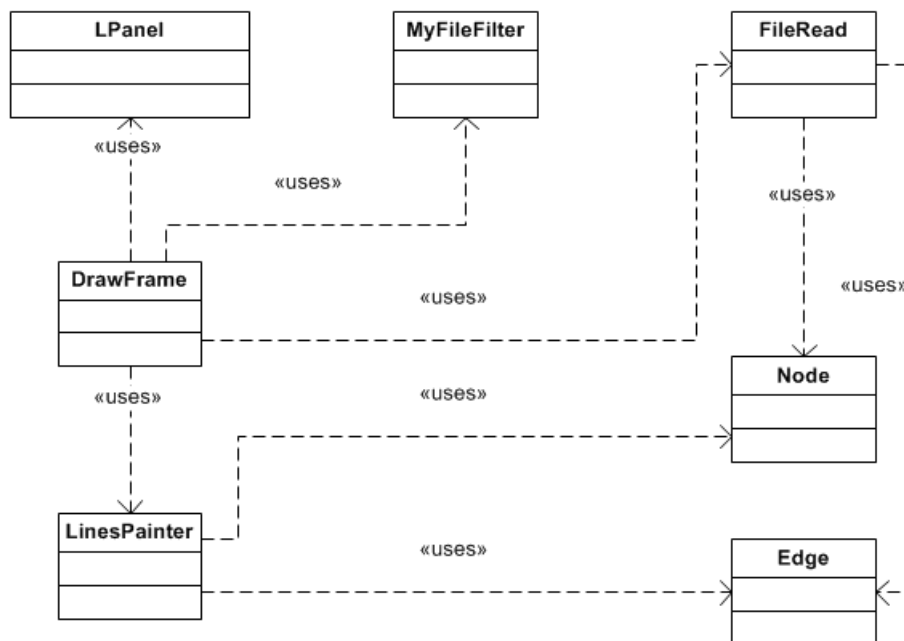 LPanel
MyFileFilter
FileRead
«uses»
«uses»
«uses»
DrawFrame
«uses»
«uses»
Node
«uses»
«uses»
LinesPainter
«uses»
Edge